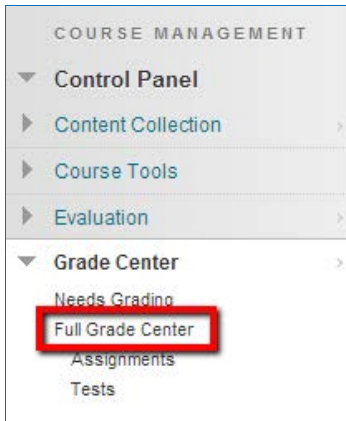 COURSE MANAGEMENT
Control Panel
Content Collection
Course Tools
Evaluation
Grade Center
Needs Grading
Full Grade Center
Assignments
Tests